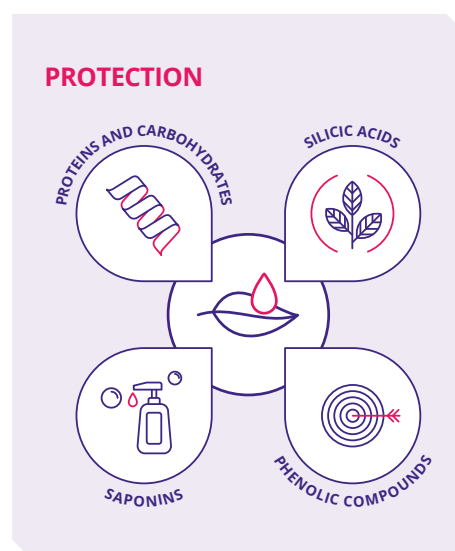 PROTECTION
PROTEINS AND CARBOHYDRATES
SILICIC ACIDS
SAPONINS
PHENOLIC COMPOUNDS